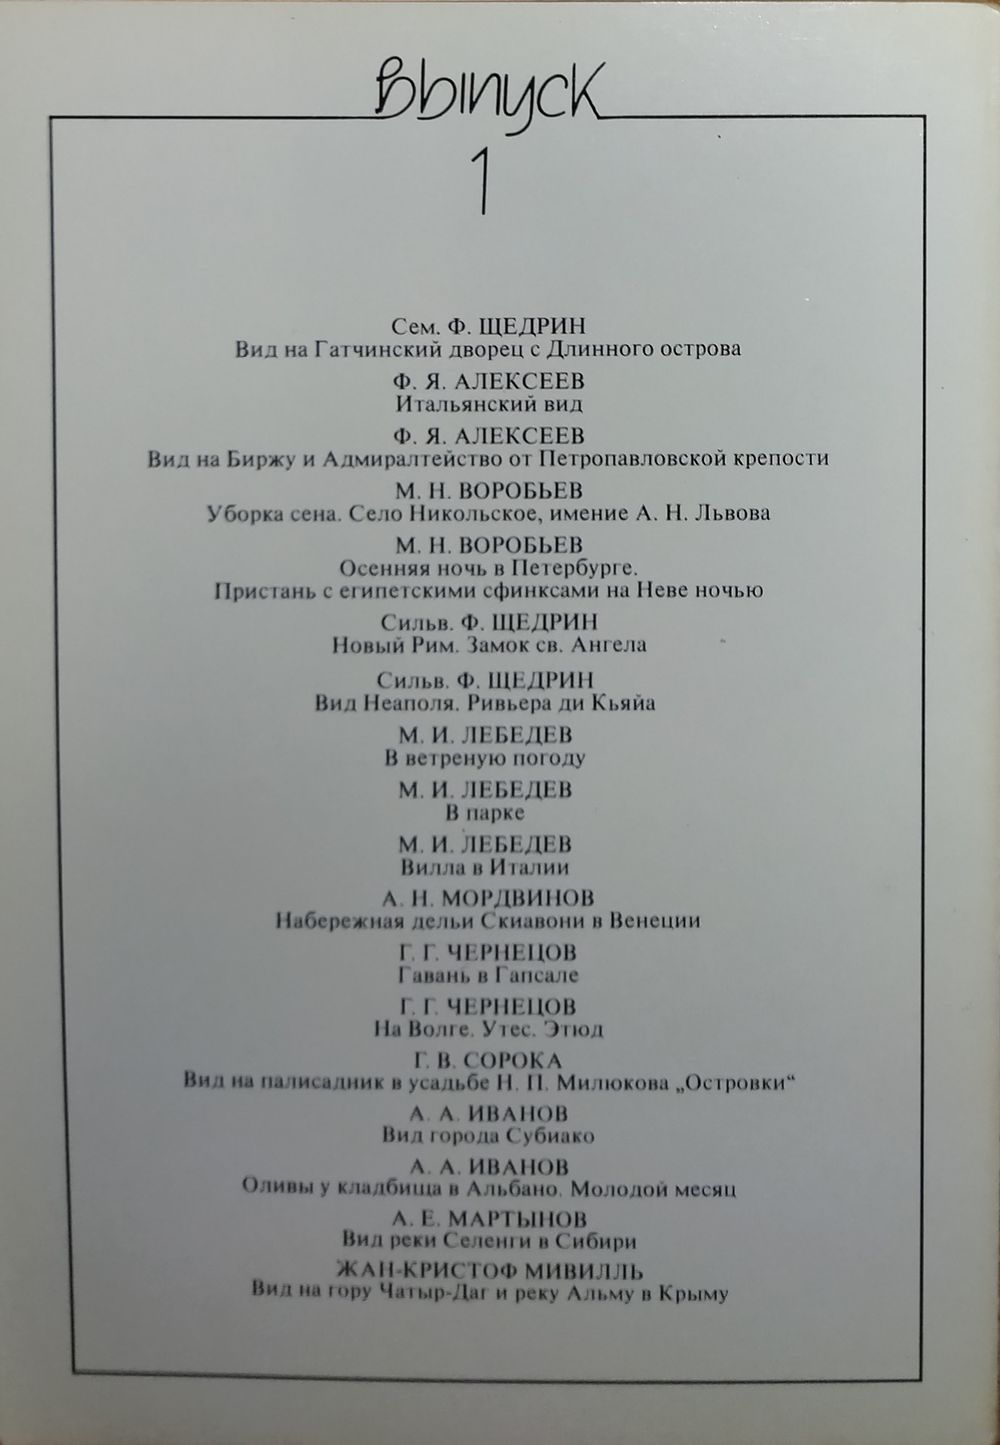 Выпуск
1
Сем. Ф. ЩЕДРИН
Вид на Гатчинский дворец с Длинного острова
Ф. Я. АЛЕКСЕЕВ
Итальянский вид
Ф. Я. АЛЕКСЕЕВ
Вид на Биржу и Адмиралтейство от Петропавловской крепости
М. Н. ВОРОБЬЕВ
Уборка сена. Село Никольское, имение А. Н. Львова
М. Н. ВОРОБЬЕВ
Осенняя ночь в Петербурге.
Пристань с египетскими сфинксами на Неве ночью
Сильв. Ф. ЩЕДРИН
Новый Рим. Замок св. Ангела
Сильв. Ф. ЩЕДРИН
Вид Неаполя. Ривьера ди Кьяйа
М. И. ЛЕБЕДЕВ
В ветреную погоду
М. И. ЛЕБЕДЕВ
В парке
М. И. ЛЕБЕДЕВ
Вилла в Италии
А. Н. МОРДВИНОВ
Набережная дельи Скиавони в Венеции
Г. Г. ЧЕРНЕЦОВ
Гавань в Гапсале
Г. Г. ЧЕРНЕЦОВ
На Волге. Утес. Этюд
Г. В. СОРОКА
Вид на палисадник в усадьбе Н. П. Милюкова „Островки“
А. А. ИВАНОВ
Вид города Субиако
А. А. ИВАНОВ
Оливы у кладбища в Альбано. Молодой месяц
А. Е. МАРТЫНОВ
Вид реки Селенги в Сибири
ЖАН-КРИСТОФ МИВИЛЛЬ
Вид на гору Чатыр-Даг и реку Альму в Крыму